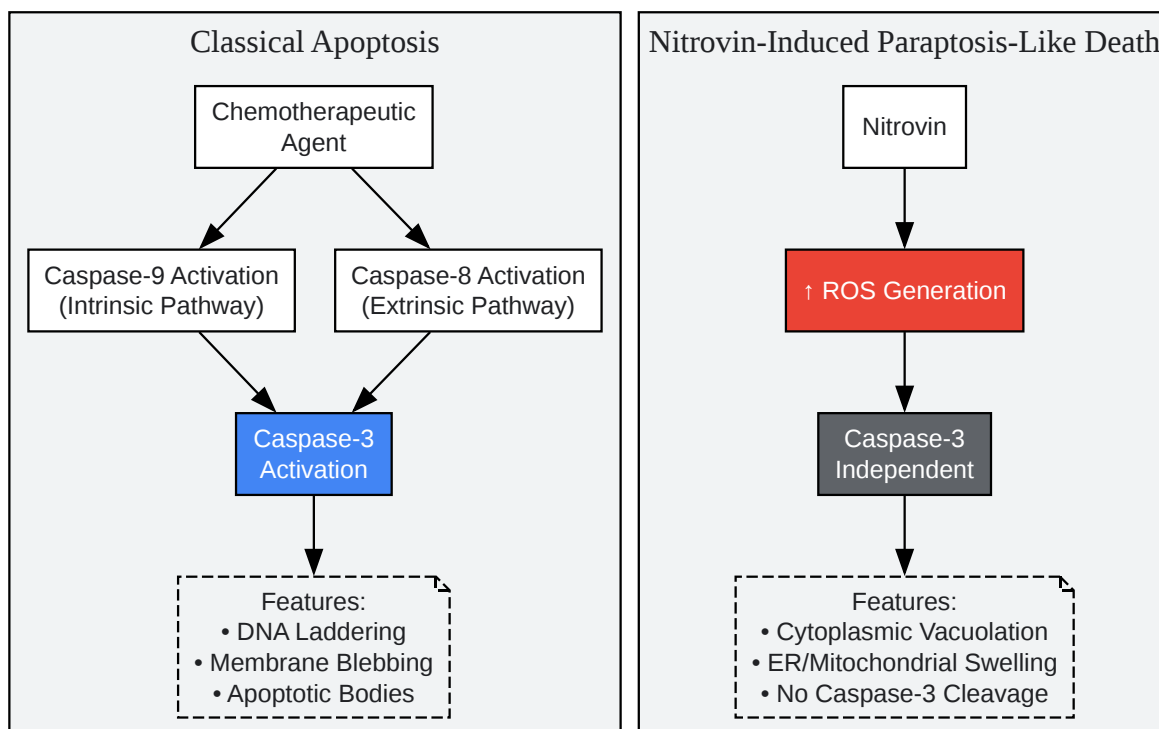 Classical Apoptosis
Chemotherapeutic
Agent
Caspase-9 Activation
(Intrinsic Pathway)
Caspase-8 Activation
(Extrinsic Pathway)
Caspase-3
Activation
Features:
• DNA Laddering
• Membrane Blebbing
• Apoptotic Bodies
Nitrovin-Induced Paraptosis-Like Death
Nitrovin
↑ ROS Generation
Caspase-3
Independent
Features:
• Cytoplasmic Vacuolation
• ER/Mitochondrial Swelling
• No Caspase-3 Cleavage